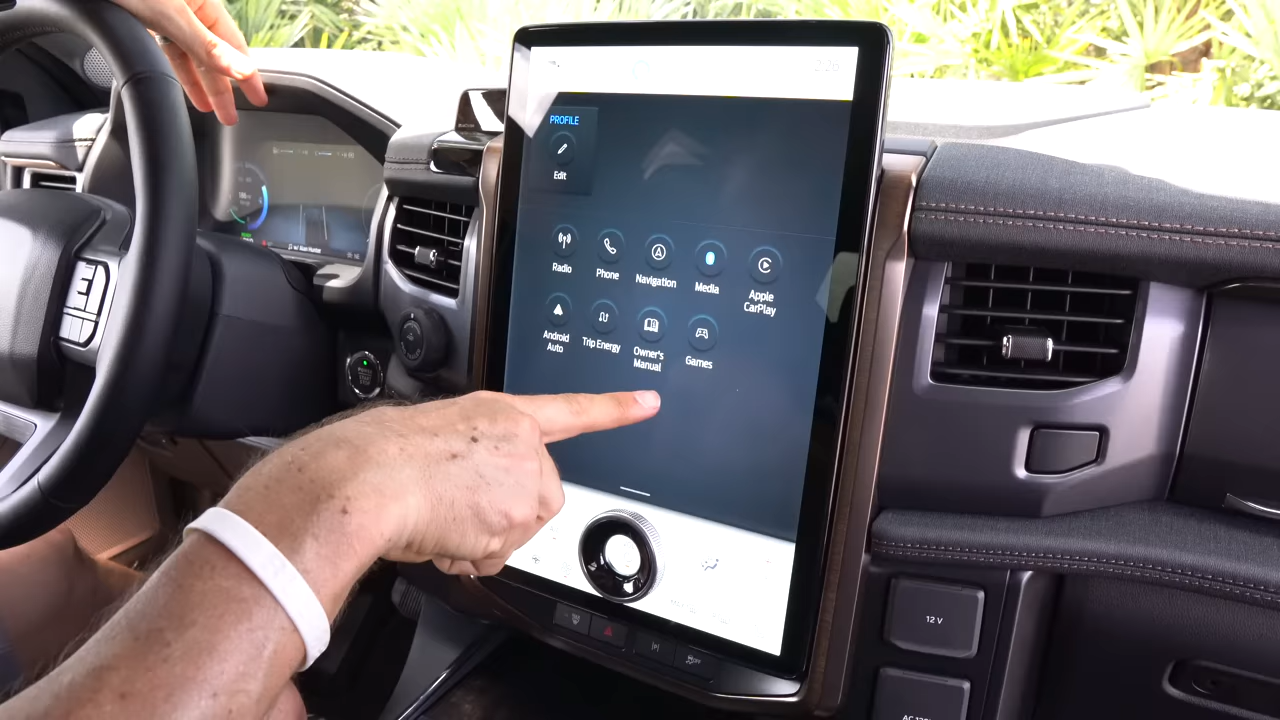 PROFILE
Edit
Radio
Phone
Navigation
Media
Apple
CarPlay
Android
Auto
Trip Energy
Owner's
Manual
Games
12 V